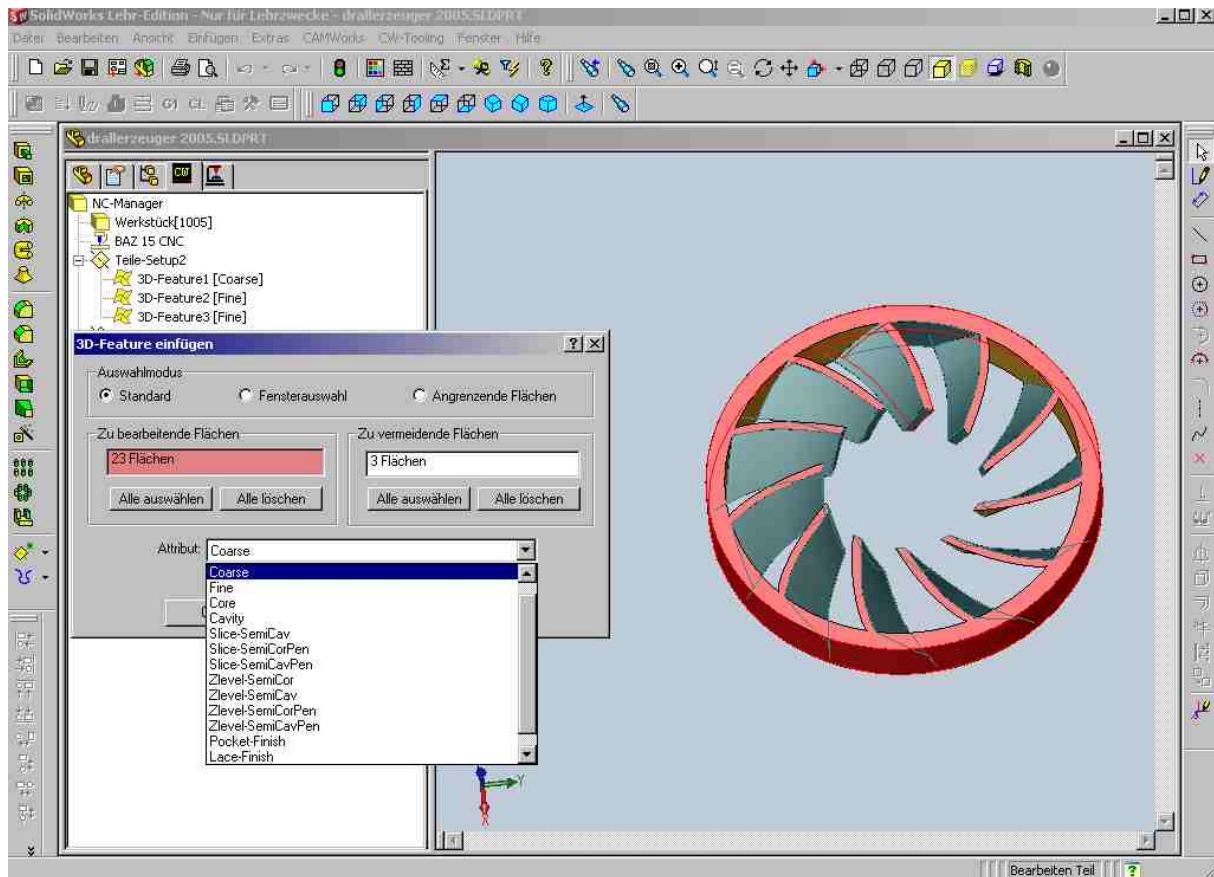 SolidWorks Lehr-Edition - Nur für Lehrzwecke - drallerzeuger 2005.SLDPRT
Datei Bearbeiten Ansicht Einfügen Extras CAMWorks CW-Tooling Fenster Hilfe
G1 CL
drallerzeuger 2005.SLDPRT
CW
NC-Manager
Werkstück[1005]
BAZ 15 CNC
Teile-Setup2
3D-Feature1 [Coarse]
3D-Feature2 [Fine]
3D-Feature3 [Fine]
3D-Feature einfügen
Auswahlmodus
Standard Fensterauswahl Angrenzende Flächen
Zu bearbeitende Flächen Zu vermeidende Flächen
23 Flächen 3 Flächen
Alle auswählen Alle löschen Alle auswählen Alle löschen
Attribut: Coarse
Coarse
Fine
Core
Cavity
Slice-SemiCav
Slice-SemiCorPen
Slice-SemiCavPen
Zlevel-SemiCor
Zlevel-SemiCav
Zlevel-SemiCorPen
Zlevel-SemiCavPen
Pocket-Finish
Lace-Finish
Y
X
Bearbeiten Teil